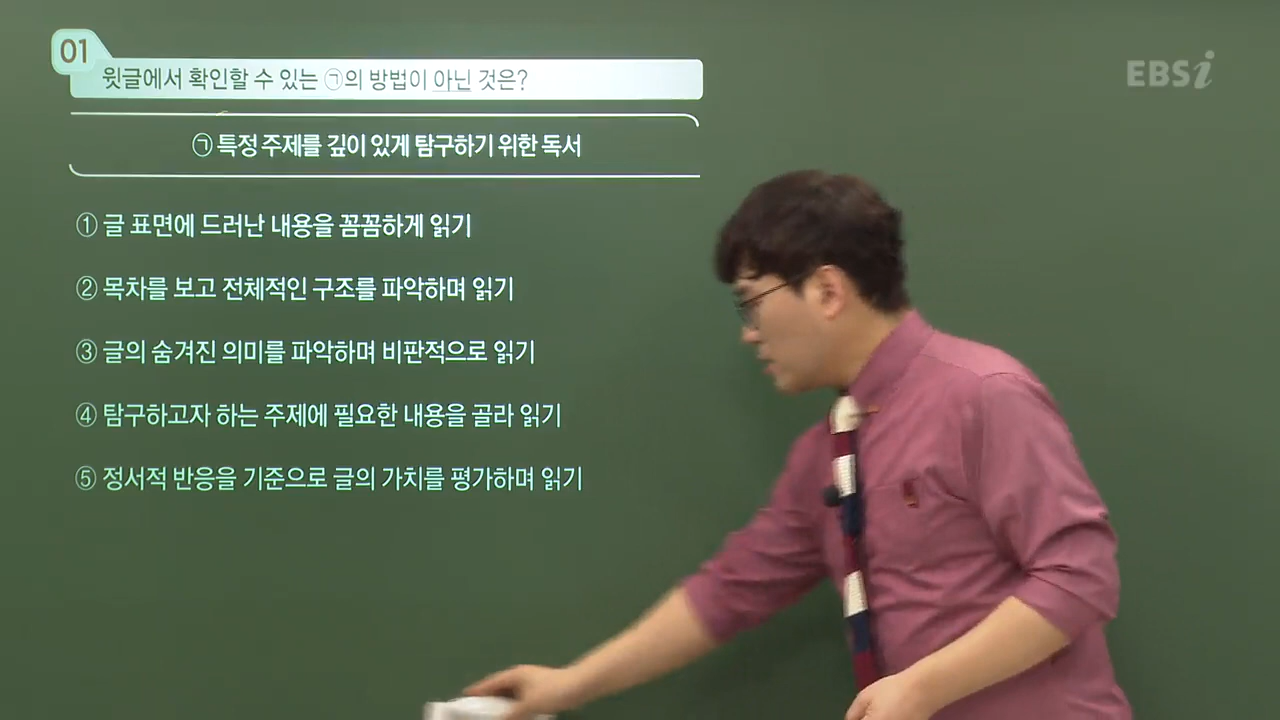 01
윗글에서 확인할 수 있는 ㉠의 방법이 아닌 것은?
EBSi
㉠ 특정 주제를 깊이 있게 탐구하기 위한 독서
① 글 표면에 드러난 내용을 꼼꼼하게 읽기
② 목차를 보고 전체적인 구조를 파악하며 읽기
③ 글의 숨겨진 의미를 파악하며 비판적으로 읽기
④ 탐구하고자 하는 주제에 필요한 내용을 골라 읽기
⑤ 정서적 반응을 기준으로 글의 가치를 평가하며 읽기